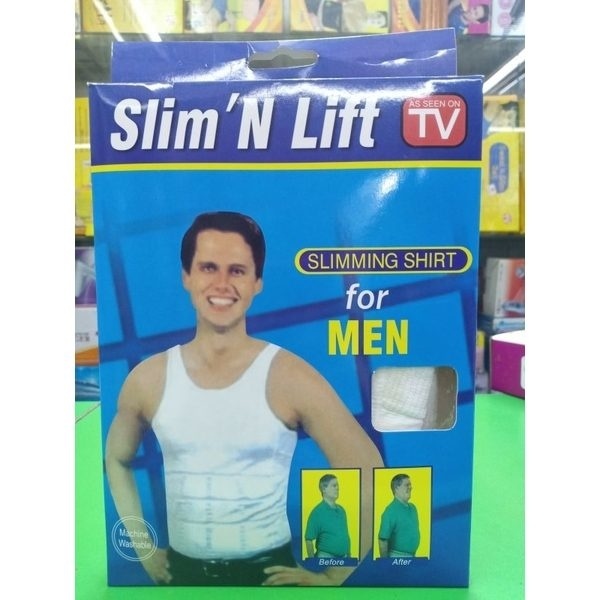 Slim'N Lift
AS SEEN ON
TV
SLIMMING SHIRT
for
MEN
Machine
Washable
Before
After